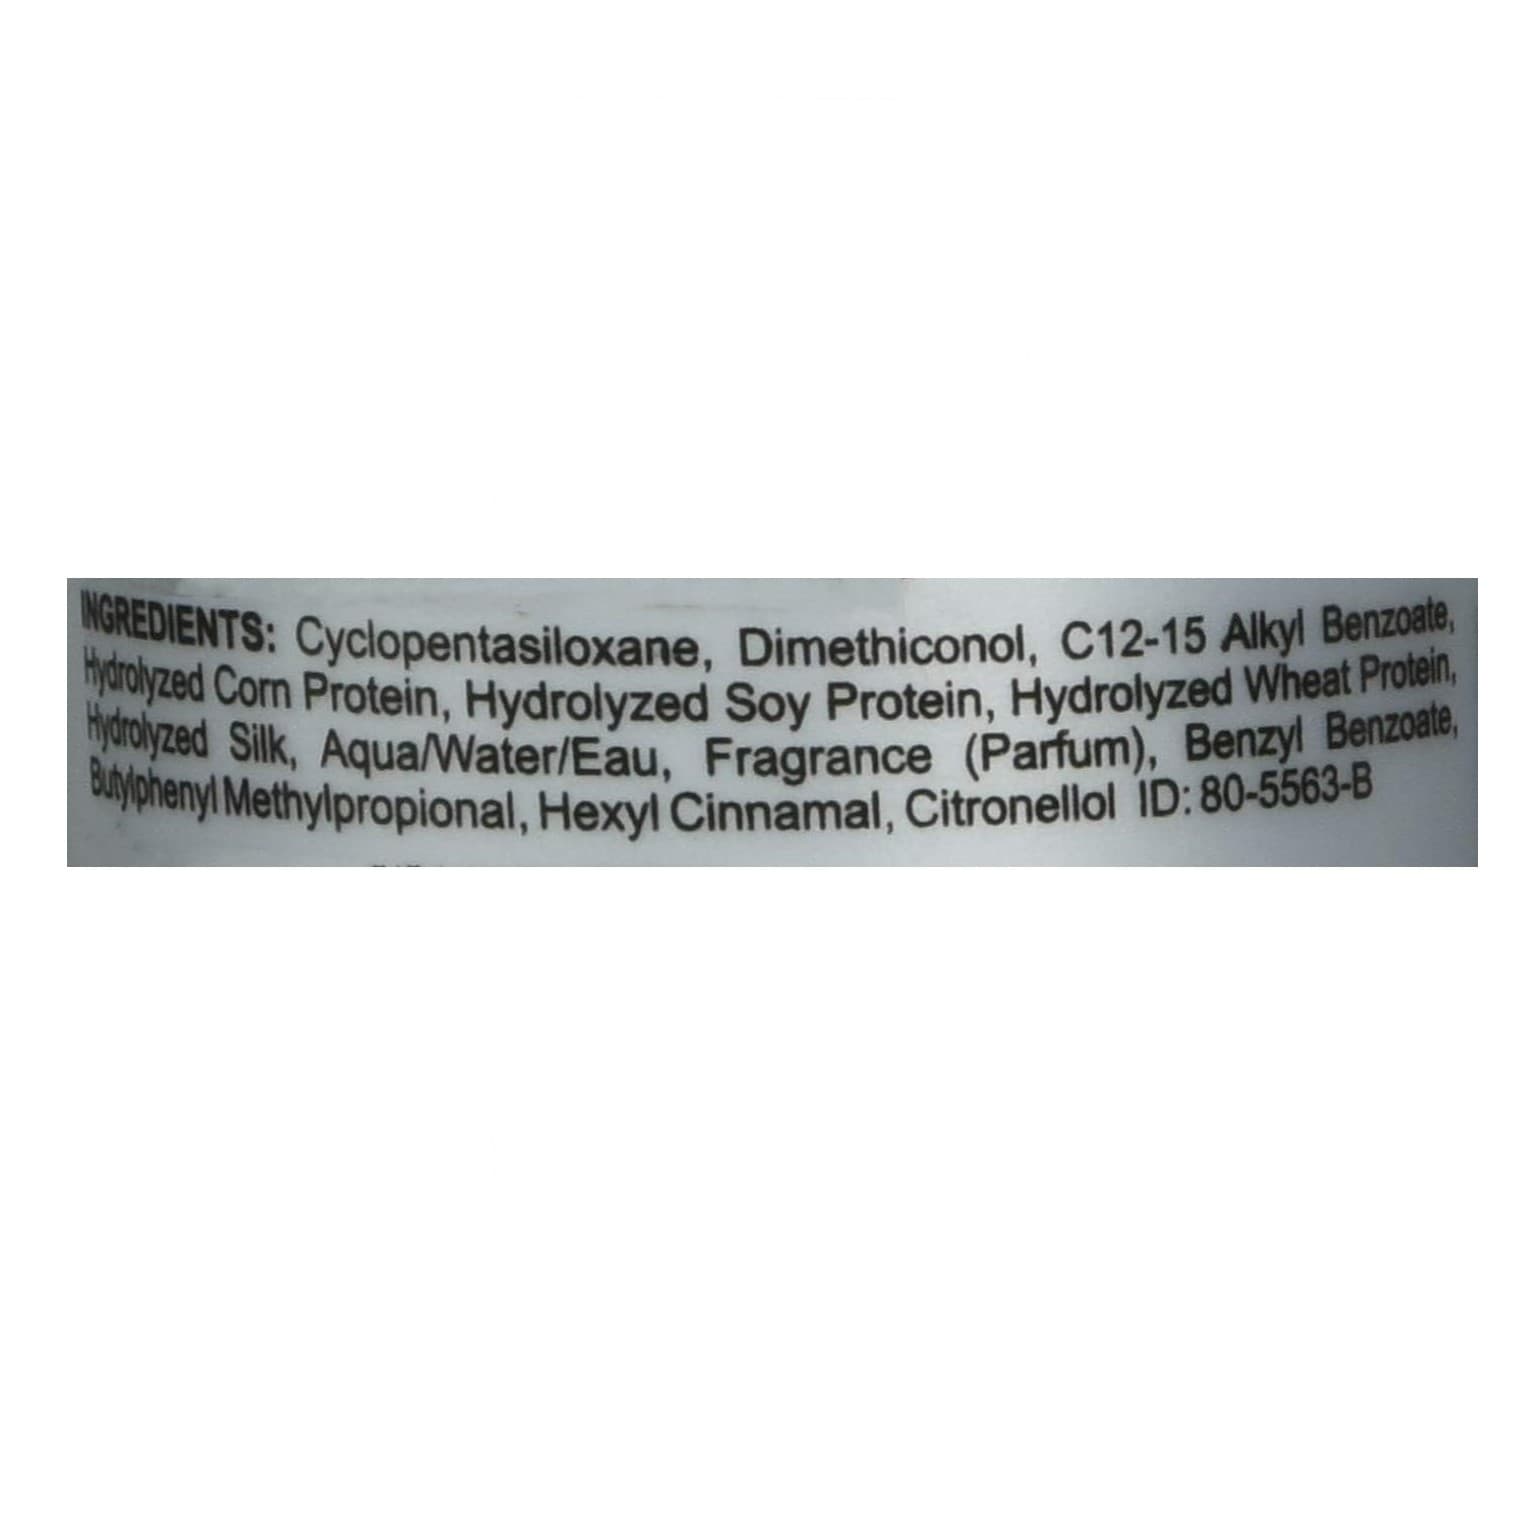 INGREDIENTS: Cyclopentasiloxane, Dimethiconol, C12-15 Alkyl Benzoate,
Hydrolyzed Corn Protein, Hydrolyzed Soy Protein, Hydrolyzed Wheat Protein,
Hydrolyzed Silk, Aqua/Water/Eau, Fragrance (Parfum), Benzyl Benzoate,
Butylphenyl Methylpropional, Hexyl Cinnamal, Citronellol ID: 80-5563-B